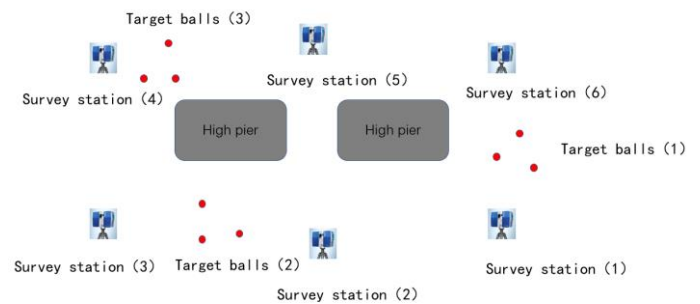 Target balls (3)
Survey station (4)
Survey station (5)
Survey station (6)
High pier
High pier
Target balls (1)
Survey station (3)
Target balls (2)
Survey station (2)
Survey station (1)